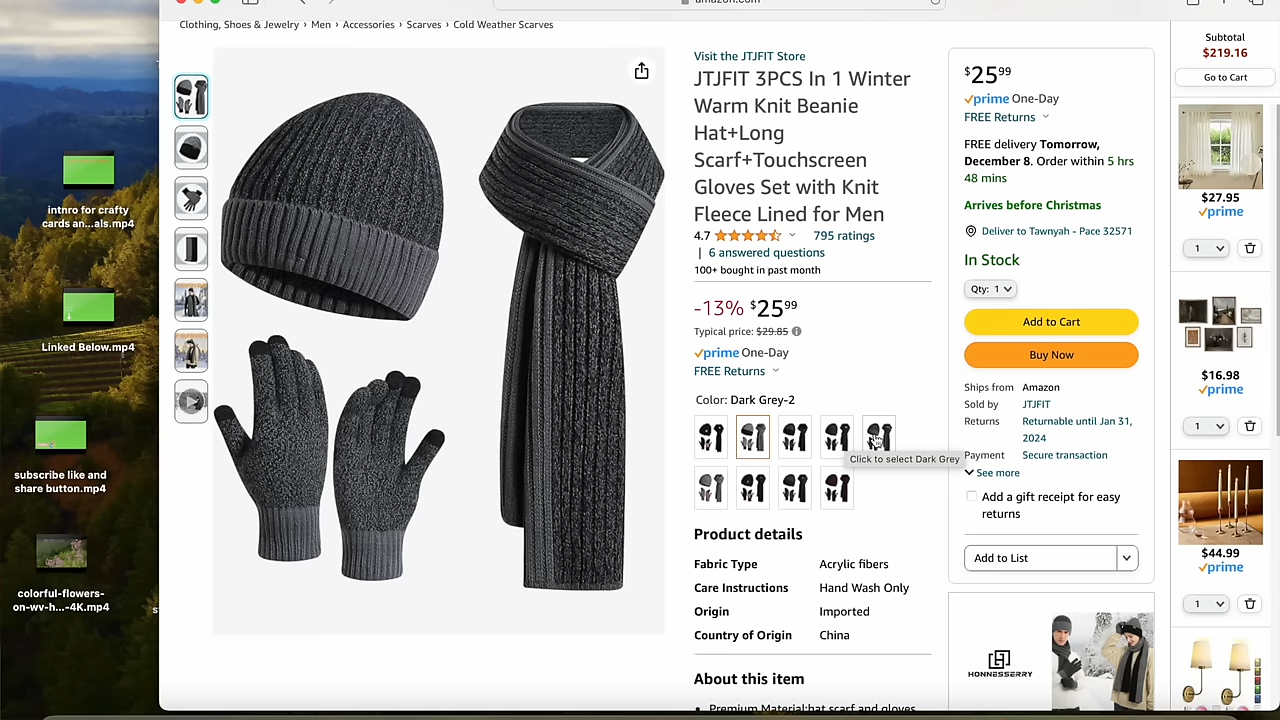 amazon.com
Clothing, Shoes & Jewelry › Men › Accessories › Scarves › Cold Weather Scarves
intnro for crafty
cards an...als.mp4
Linked Below.mp4
subscribe like and
share button.mp4
colorful-flowers-
on-wv-h...-4K.mp4
Visit the JTJFIT Store
JTJFIT 3PCS In 1 Winter
Warm Knit Beanie
Hat+Long
Scarf+Touchscreen
Gloves Set with Knit
Fleece Lined for Men
4.7 795 ratings
| 6 answered questions
100+ bought in past month
-13% $25 99
Typical price: $29.85
prime One-Day
FREE Returns
Color: Dark Grey-2
Click to select Dark Grey
Product details
Fabric Type Acrylic fibers
Care Instructions Hand Wash Only
Origin Imported
Country of Origin China
About this item
• Premium Material:hat scarf and gloves
$25 99
prime One-Day
FREE Returns
FREE delivery Tomorrow,
December 8. Order within 5 hrs
48 mins
Arrives before Christmas
Deliver to Tawnyah - Pace 32571
In Stock
Qty: 1
Add to Cart
Buy Now
Ships from Amazon
Sold by JTJFIT
Returns Returnable until Jan 31,
2024
Payment Secure transaction
See more
Add a gift receipt for easy
returns
Add to List
HONNESSERRY
Subtotal
$219.16
Go to Cart
$27.95
prime
1
$16.98
prime
1
$44.99
prime
1